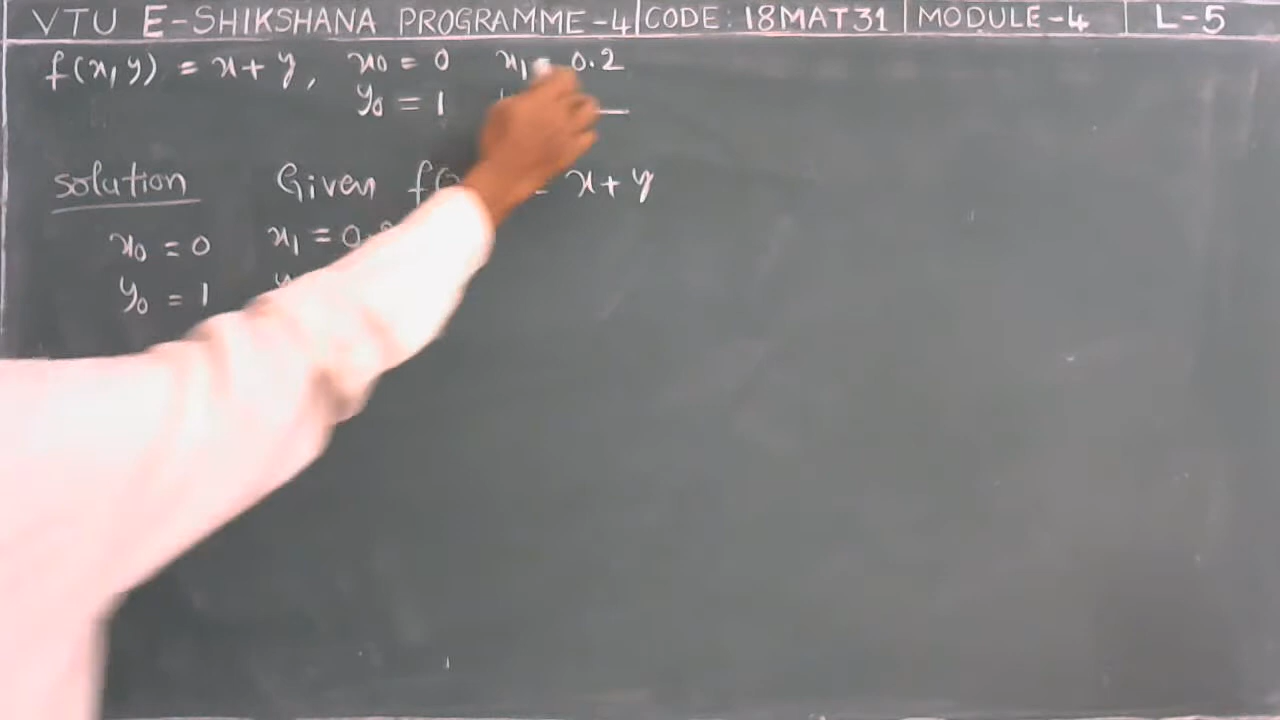 VTU E-SHIKSHANA PROGRAMME-4 | CODE: 18MAT31 | MODULE-4 | L-5
f(x,y) = x+y, x0 = 0 x1 = 0.2
y0 = 1
solution Given f( = x+y
x0 = 0 x1 = 0.
y0 = 1 y